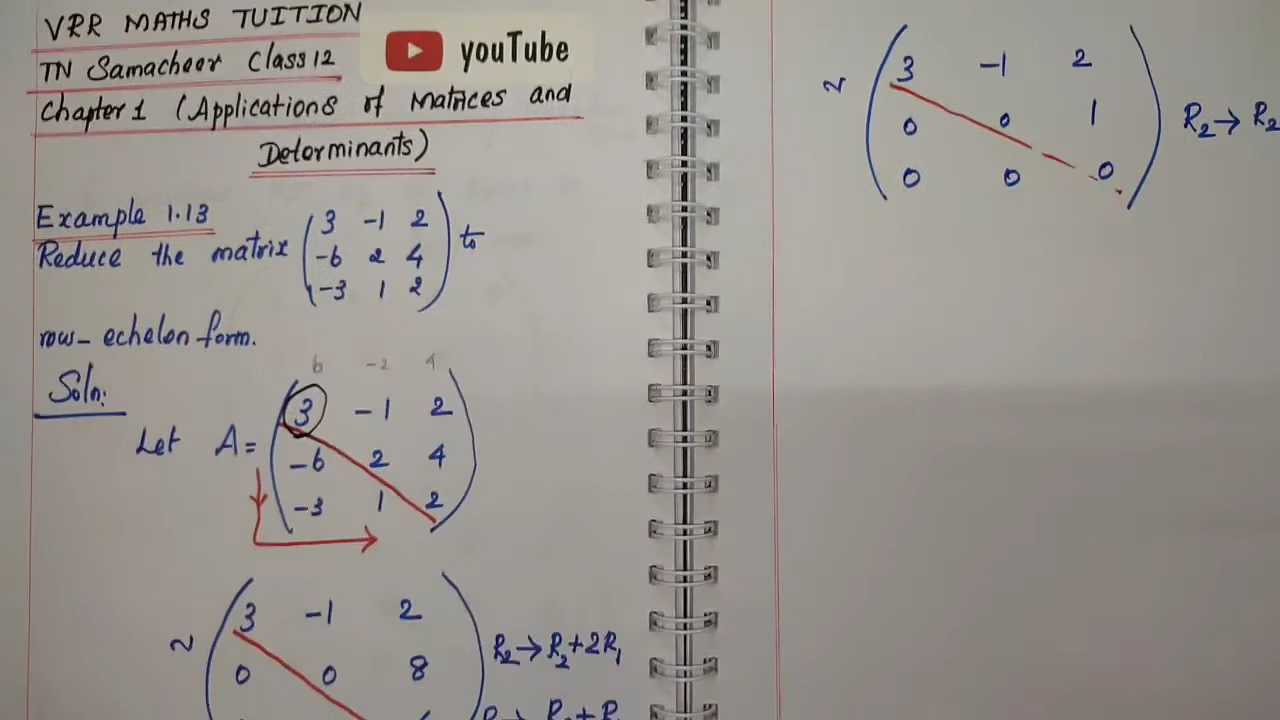 VRR MATHS TUITION
TN Samacheer Class 12
youTube
Chapter 1 (Applications of Matrices and
Determinants)
Example 1.13
Reduce the matrix (3 -1 2
-6 2 4
-3 1 2) to
row-echelon form.
Soln:
6 -2 4
Let A = (3 -1 2
-6 2 4
-3 1 2)
~ (3 -1 2
0 0 8) R₂→R₂+2R₁
~ (3 -1 2
0 0 1
0 0 0) R₂→R₂